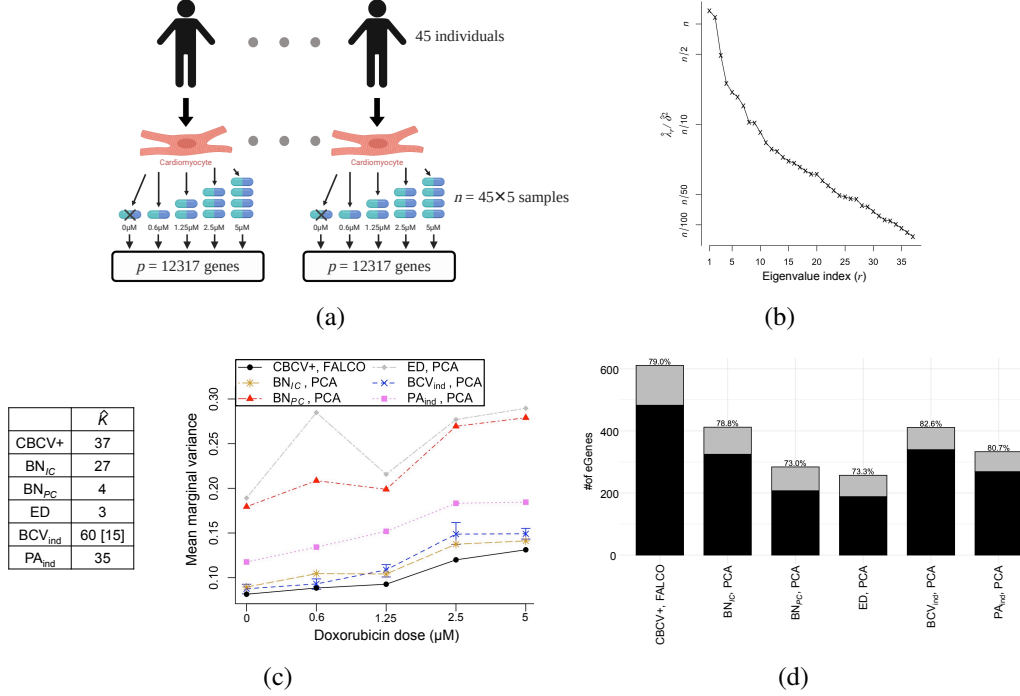 45 individuals
Cardiomyocyte
Cardiomyocyte
n = 45×5 samples
0µM 0.6µM 1.25µM 2.5µM 5µM
0µM 0.6µM 1.25µM 2.5µM 5µM
p = 12317 genes
p = 12317 genes
(a)
n
n/2
n/10
n/50
n/100
λ̂r / δ̂²
1 5 10 15 20 25 30 35
Eigenvalue index (r)
(b)
K̂
CBCV+ 37
BN_IC 27
BN_PC 4
ED 3
BCV_ind 60 [15]
PA_ind 35
CBCV+, FALCO
BN_IC , PCA
BN_PC , PCA
ED, PCA
BCV_ind , PCA
PA_ind , PCA
Mean marginal variance
0.30
0.25
0.20
0.15
0.10
0 0.6 1.25 2.5 5
Doxorubicin dose (µM)
(c)
#of eGenes
600
400
200
0
79.0%
78.8%
73.0%
73.3%
82.6%
80.7%
CBCV+, FALCO
BN_IC, PCA
BN_PC, PCA
ED, PCA
BCV_ind, PCA
PA_ind, PCA
(d)